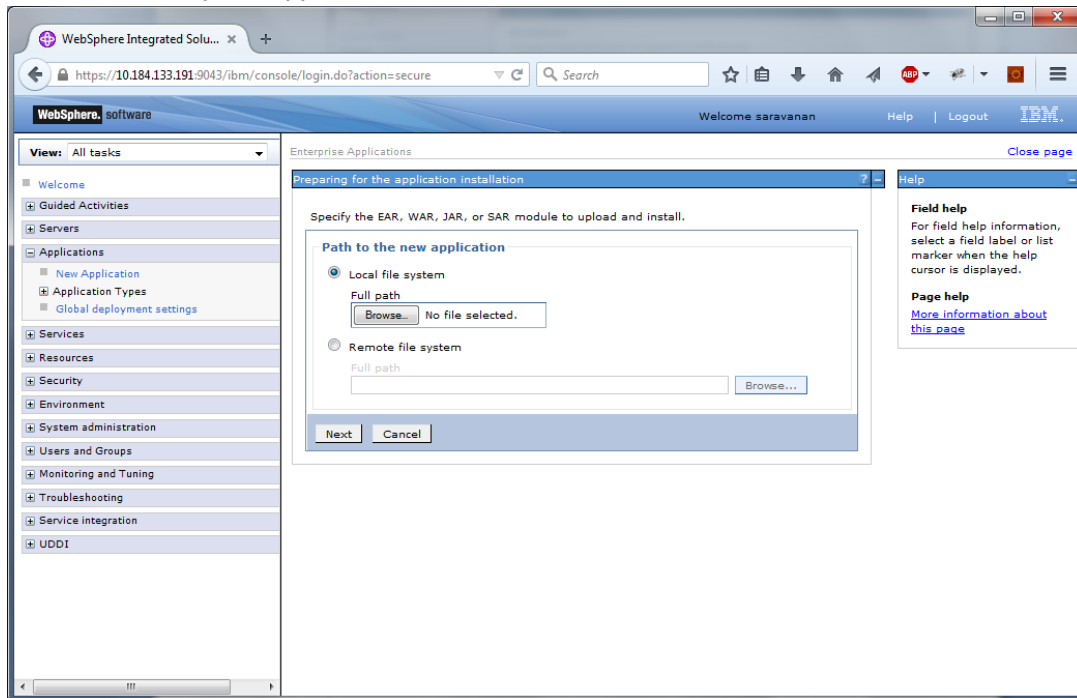 WebSphere Integrated Solu... × +
https://10.184.133.191:9043/ibm/console/login.do?action=secure
Search
ABP
WebSphere. software
Welcome saravanan
Help | Logout
IBM.
View: All tasks
Welcome
Guided Activities
Servers
Applications
New Application
Application Types
Global deployment settings
Services
Resources
Security
Environment
System administration
Users and Groups
Monitoring and Tuning
Troubleshooting
Service integration
UDDI
Enterprise Applications
Close page
Preparing for the application installation
? -
Specify the EAR, WAR, JAR, or SAR module to upload and install.
Path to the new application
Local file system
Full path
Browse... No file selected.
Remote file system
Full path
Browse...
Next
Cancel
Help
Field help
For field help information,
select a field label or list
marker when the help
cursor is displayed.
Page help
More information about
this page